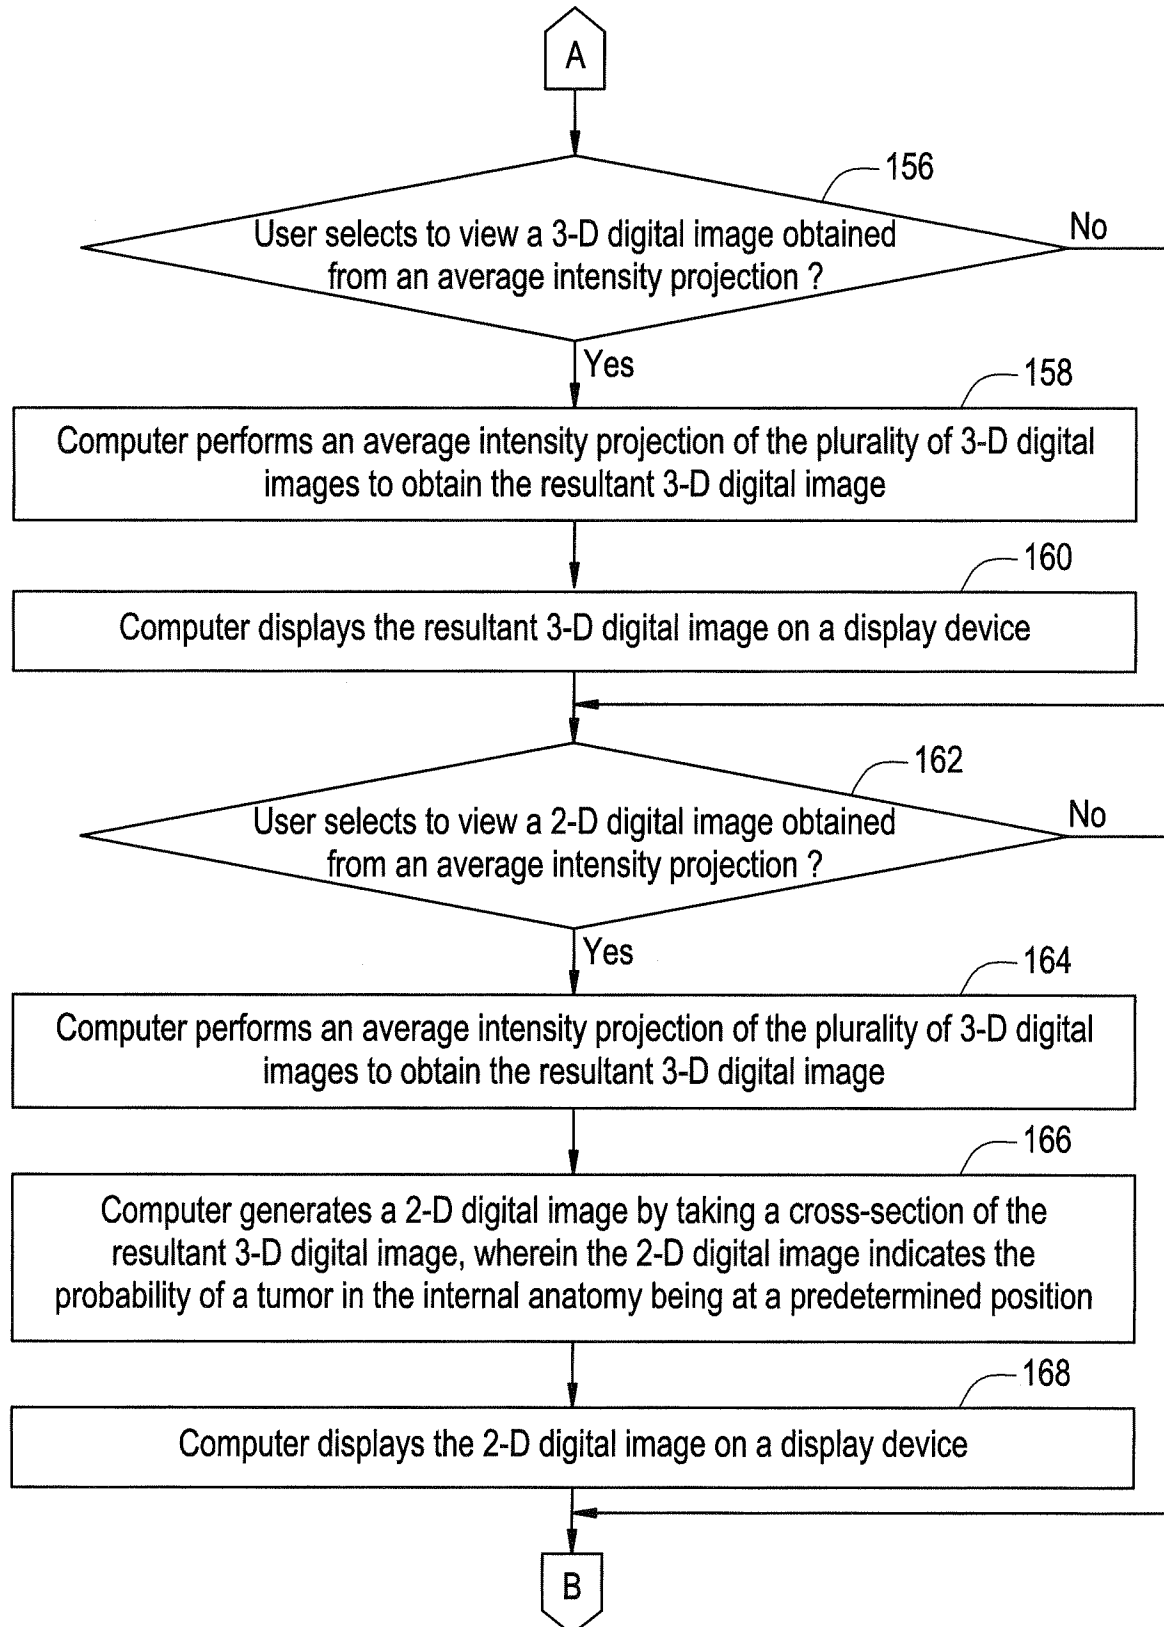 A
156
User selects to view a 3-D digital image obtained
from an average intensity projection ?
No
Yes
158
Computer performs an average intensity projection of the plurality of 3-D digital
images to obtain the resultant 3-D digital image
160
Computer displays the resultant 3-D digital image on a display device
162
User selects to view a 2-D digital image obtained
from an average intensity projection ?
No
Yes
164
Computer performs an average intensity projection of the plurality of 3-D digital
images to obtain the resultant 3-D digital image
166
Computer generates a 2-D digital image by taking a cross-section of the
resultant 3-D digital image, wherein the 2-D digital image indicates the
probability of a tumor in the internal anatomy being at a predetermined position
168
Computer displays the 2-D digital image on a display device
B